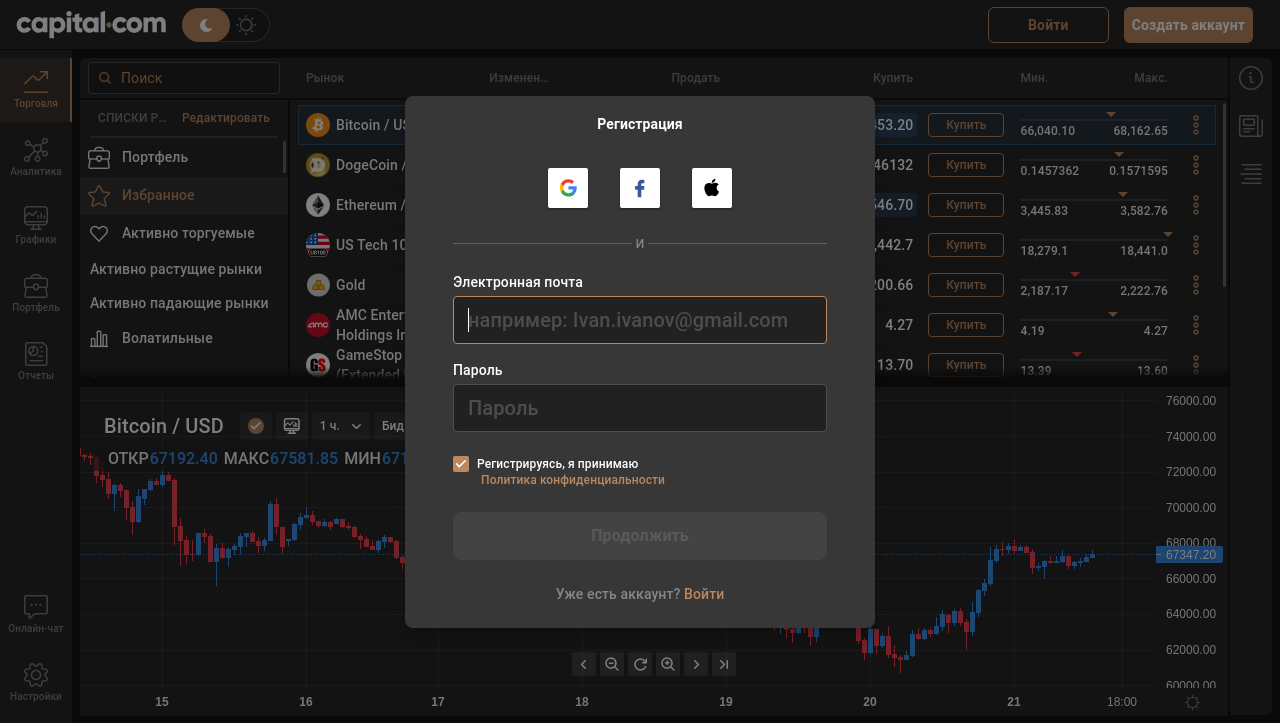 capital.com
Войти
Создать аккаунт
Торговля
Аналитика
Графики
Портфель
Отчеты
Онлайн-чат
Настройки
Поиск
СПИСКИ Р... Редактировать
Портфель
Избранное
Активно торгуемые
Активно растущие рынки
Активно падающие рынки
Волатильные
Рынок Изменен... Продать Купить Мин. Макс.
Bitcoin / 53.20 Купить 66,040.10 68,162.65
DogeCoin / 46132 Купить 0.1457362 0.1571595
Ethereum / 546.70 Купить 3,445.83 3,582.76
US Tech 10 ,442.7 Купить 18,279.1 18,441.0
Gold 200.66 Купить 2,187.17 2,222.76
AMC Enter
Holdings In 4.27 Купить 4.19 4.27
GameStop
(Extended 13.70 Купить 13.39 13.60
Регистрация
И
Электронная почта
например: Ivan.ivanov@gmail.com
Пароль
Пароль
Регистрируясь, я принимаю
Политика конфиденциальности
Продолжить
Уже есть аккаунт? Войти
Bitcoin / USD 1 ч. Бид
ОТКР67192.40 МАКС67581.85 МИН671
76000.00
74000.00
72000.00
70000.00
68000.00
67347.20
66000.00
64000.00
62000.00
60000.00
15 16 17 18 19 20 21 18:00